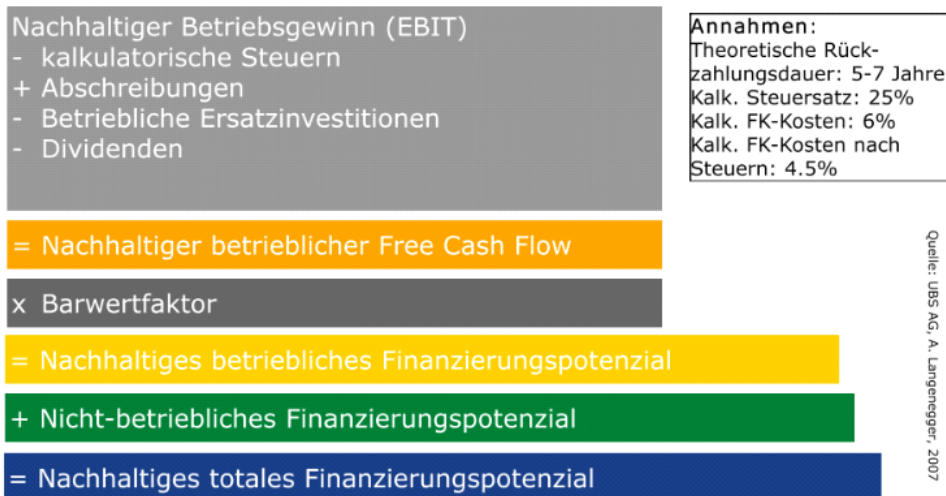 Nachhaltiger Betriebsgewinn (EBIT)
- kalkulatorische Steuern
+ Abschreibungen
- Betriebliche Ersatzinvestitionen
- Dividenden
= Nachhaltiger betrieblicher Free Cash Flow
x Barwertfaktor
= Nachhaltiges betriebliches Finanzierungspotenzial
+ Nicht-betriebliches Finanzierungspotenzial
= Nachhaltiges totales Finanzierungspotenzial
Annahmen:
Theoretische Rück-
zahlungsdauer: 5-7 Jahre
Kalk. Steuersatz: 25%
Kalk. FK-Kosten: 6%
Kalk. FK-Kosten nach
Steuern: 4.5%
Quelle: UBS AG, A. Langenegger, 2007